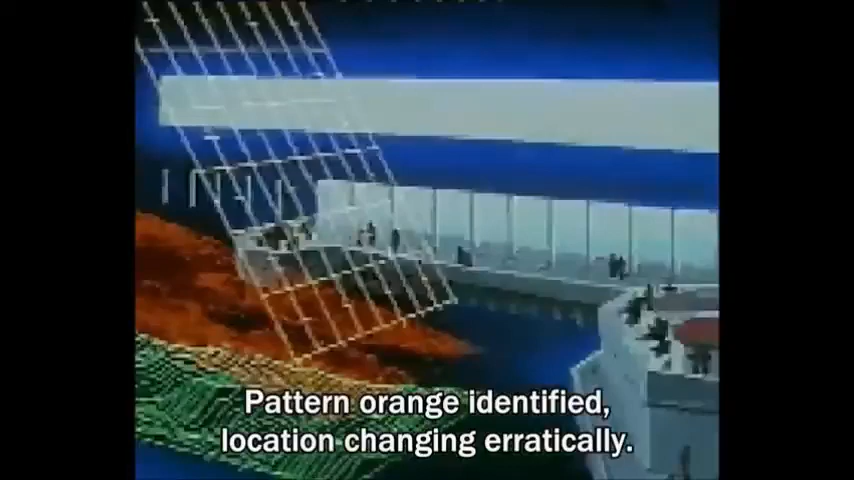 Pattern orange identified,
location changing erratically.